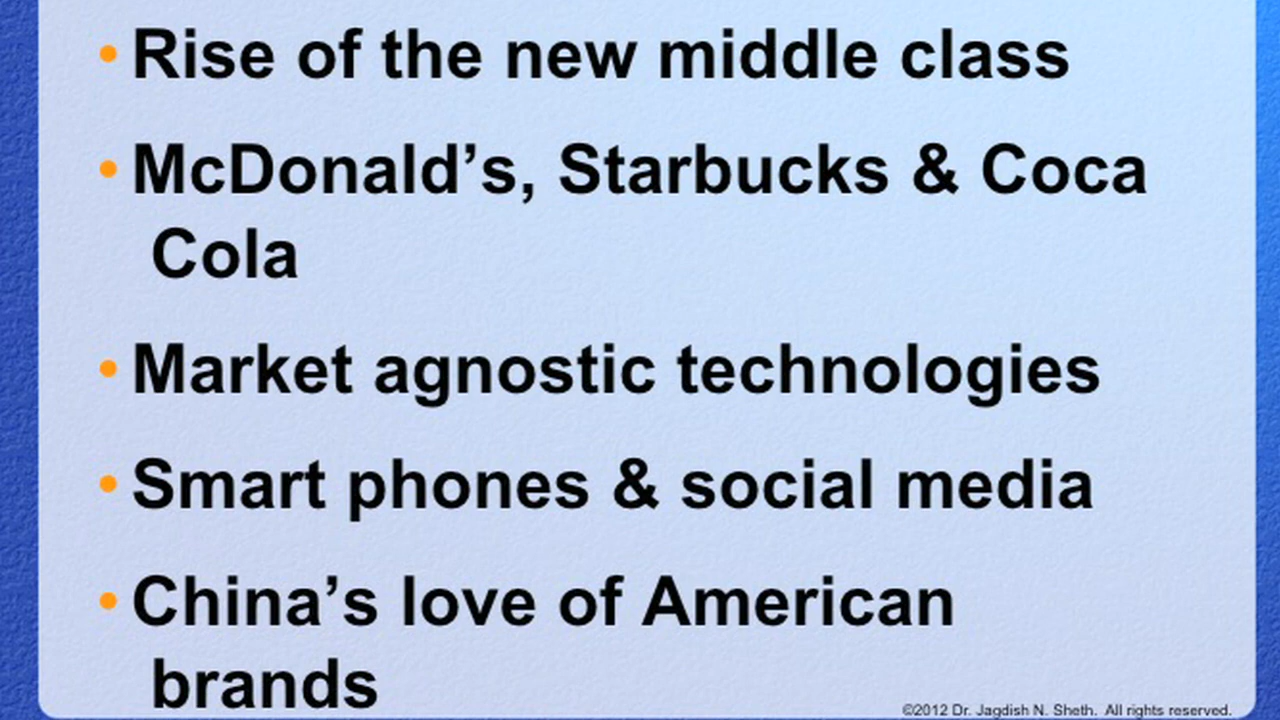 • Rise of the new middle class
• McDonald’s, Starbucks & Coca
Cola
• Market agnostic technologies
• Smart phones & social media
• China’s love of American
brands
©2012 Dr. Jagdish N. Sheth. All rights reserved.